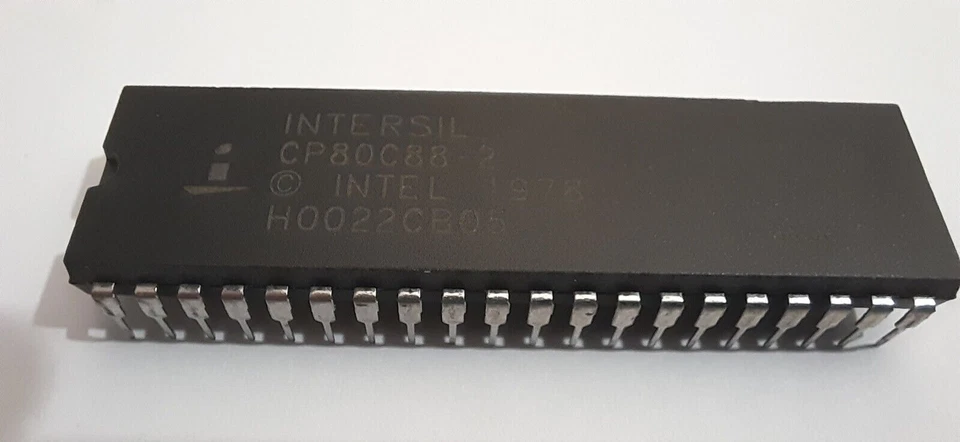 INTERSIL
CP80C88-2
© INTEL 1978
H0022CB05